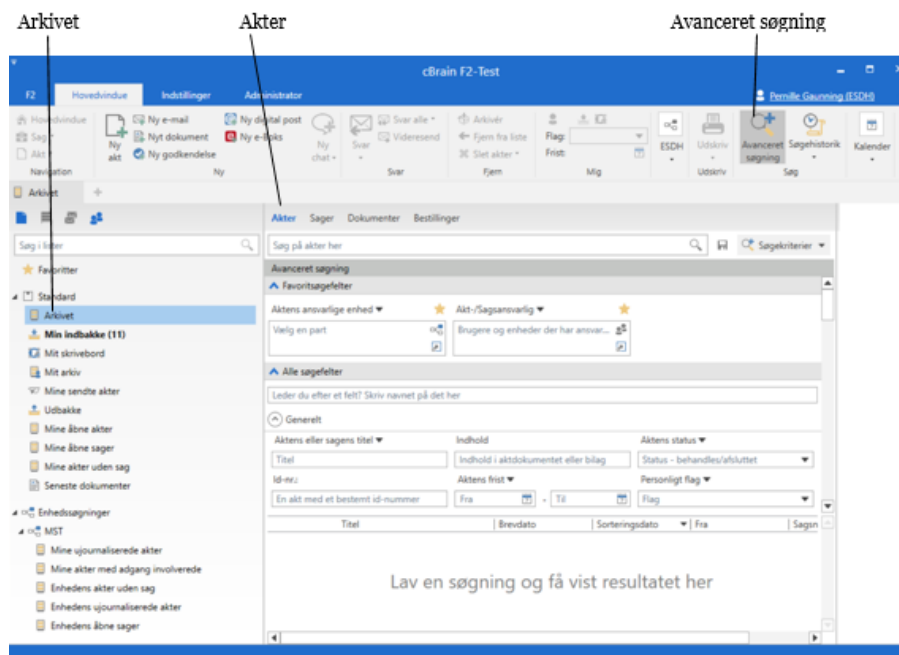 Arkivet Akter Avanceret søgning
cBrain F2-Test
F2 Hovedvindue Indstillinger Administrator Pernille Gaunning (ESDH)
Hovedvindue
Sag
Akt
Navigation
Ny akt
Ny e-mail
Nyt dokument
Ny godkendelse
Ny digital post
Ny e-Boks
Ny chat
Ny
Svar
Svar alle
Videresend
Svar
Arkivér
Fjern fra liste
Slet akter
Fjern
Flag:
Frist:
Mig
ESDH
Udskriv
Udskriv
Avanceret søgning
Søgehistorik
Søg
Kalender
Arkivet +
Søg i lister
Favoritter
Standard
Arkivet
Min indbakke (11)
Mit skrivebord
Mit arkiv
Mine sendte akter
Udbakke
Mine åbne akter
Mine åbne sager
Mine akter uden sag
Seneste dokumenter
Enhedssøgninger
MST
Mine ujournaliserede akter
Mine akter med adgang involverede
Enhedens akter uden sag
Enhedens ujournaliserede akter
Enhedens åbne sager
Akter Sager Dokumenter Bestillinger
Søg på akter her Søgekriterier
Avanceret søgning
Favoritsøgefelter
Aktens ansvarlige enhed Akt-/Sagsansvarlig
Vælg en part Brugere og enheder der har ansvar...
Alle søgefelter
Leder du efter et felt? Skriv navnet på det her
Generelt
Aktens eller sagens titel Indhold Aktens status
Titel Indhold i aktdokumentet eller bilag Status - behandles/afsluttet
Id-nr.: Aktens frist Personligt flag
En akt med et bestemt id-nummer Fra - Til Flag
Titel Brevdato Sorteringsdato Fra Sagsn
Lav en søgning og få vist resultatet her